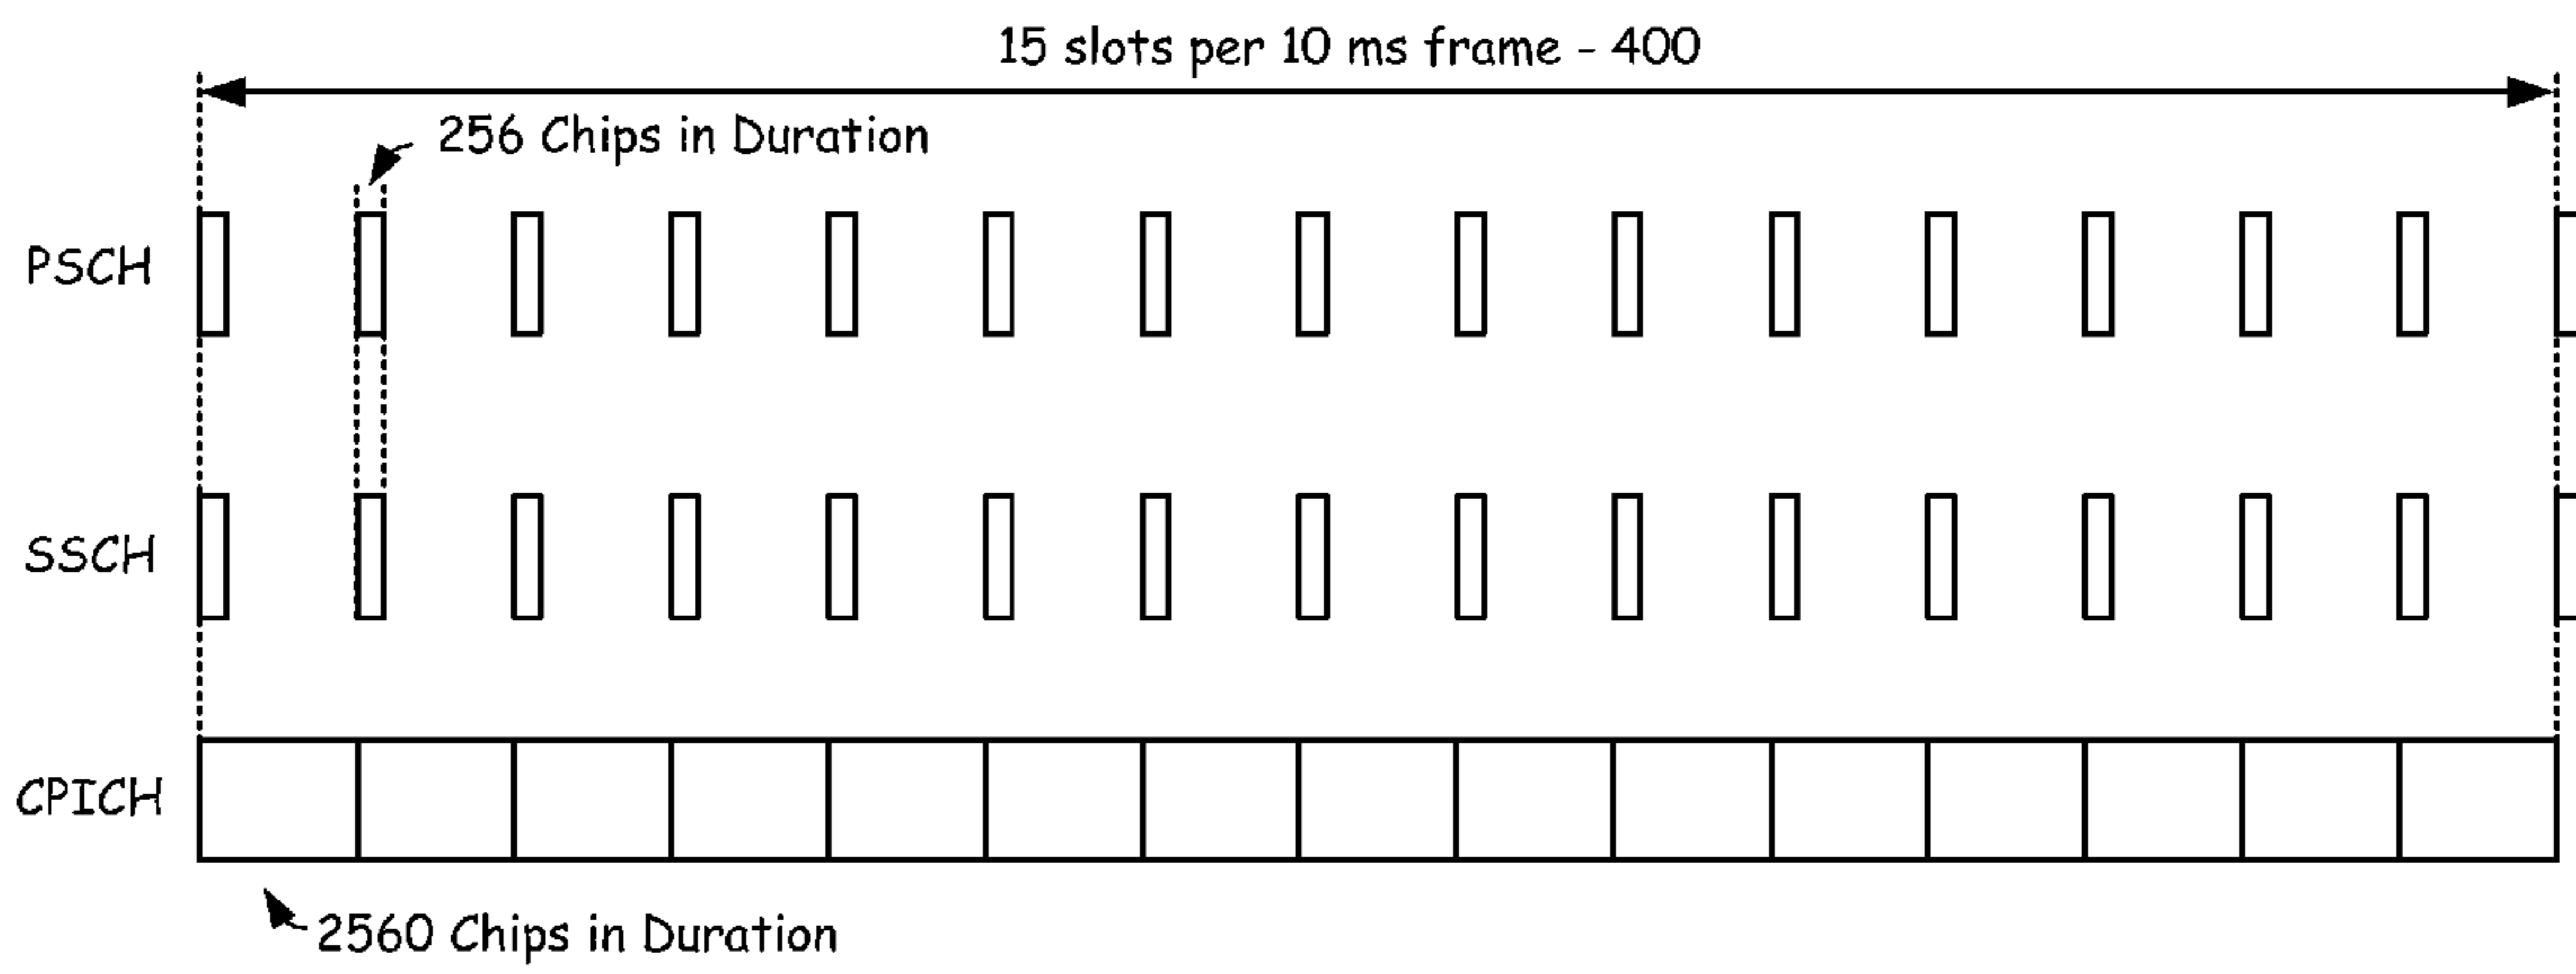 15 slots per 10 ms frame - 400
256 Chips in Duration
PSCH
SSCH
CPICH
2560 Chips in Duration